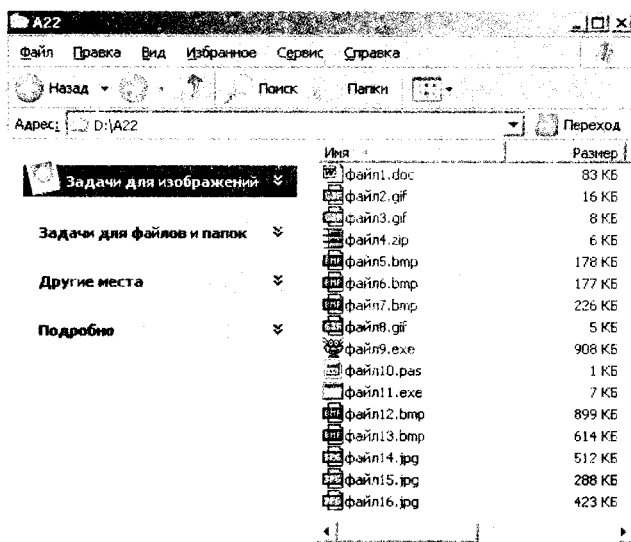 A22
Файл Правка Вид Избранное Сервис Справка
Назад Поиск Папки
Адрес: D:\A22 Переход
Имя Размер
Задачи для изображений
Задачи для файлов и папок
Другие места
Подробно
файл1.doc 83 КБ
файл2.gif 16 КБ
файл3.gif 8 КБ
файл4.zip 6 КБ
файл5.bmp 178 КБ
файл6.bmp 177 КБ
файл7.bmp 226 КБ
файл8.gif 5 КБ
файл9.exe 908 КБ
файл10.pas 1 КБ
файл11.exe 7 КБ
файл12.bmp 899 КБ
файл13.bmp 614 КБ
файл14.jpg 512 КБ
файл15.jpg 288 КБ
файл16.jpg 423 КБ